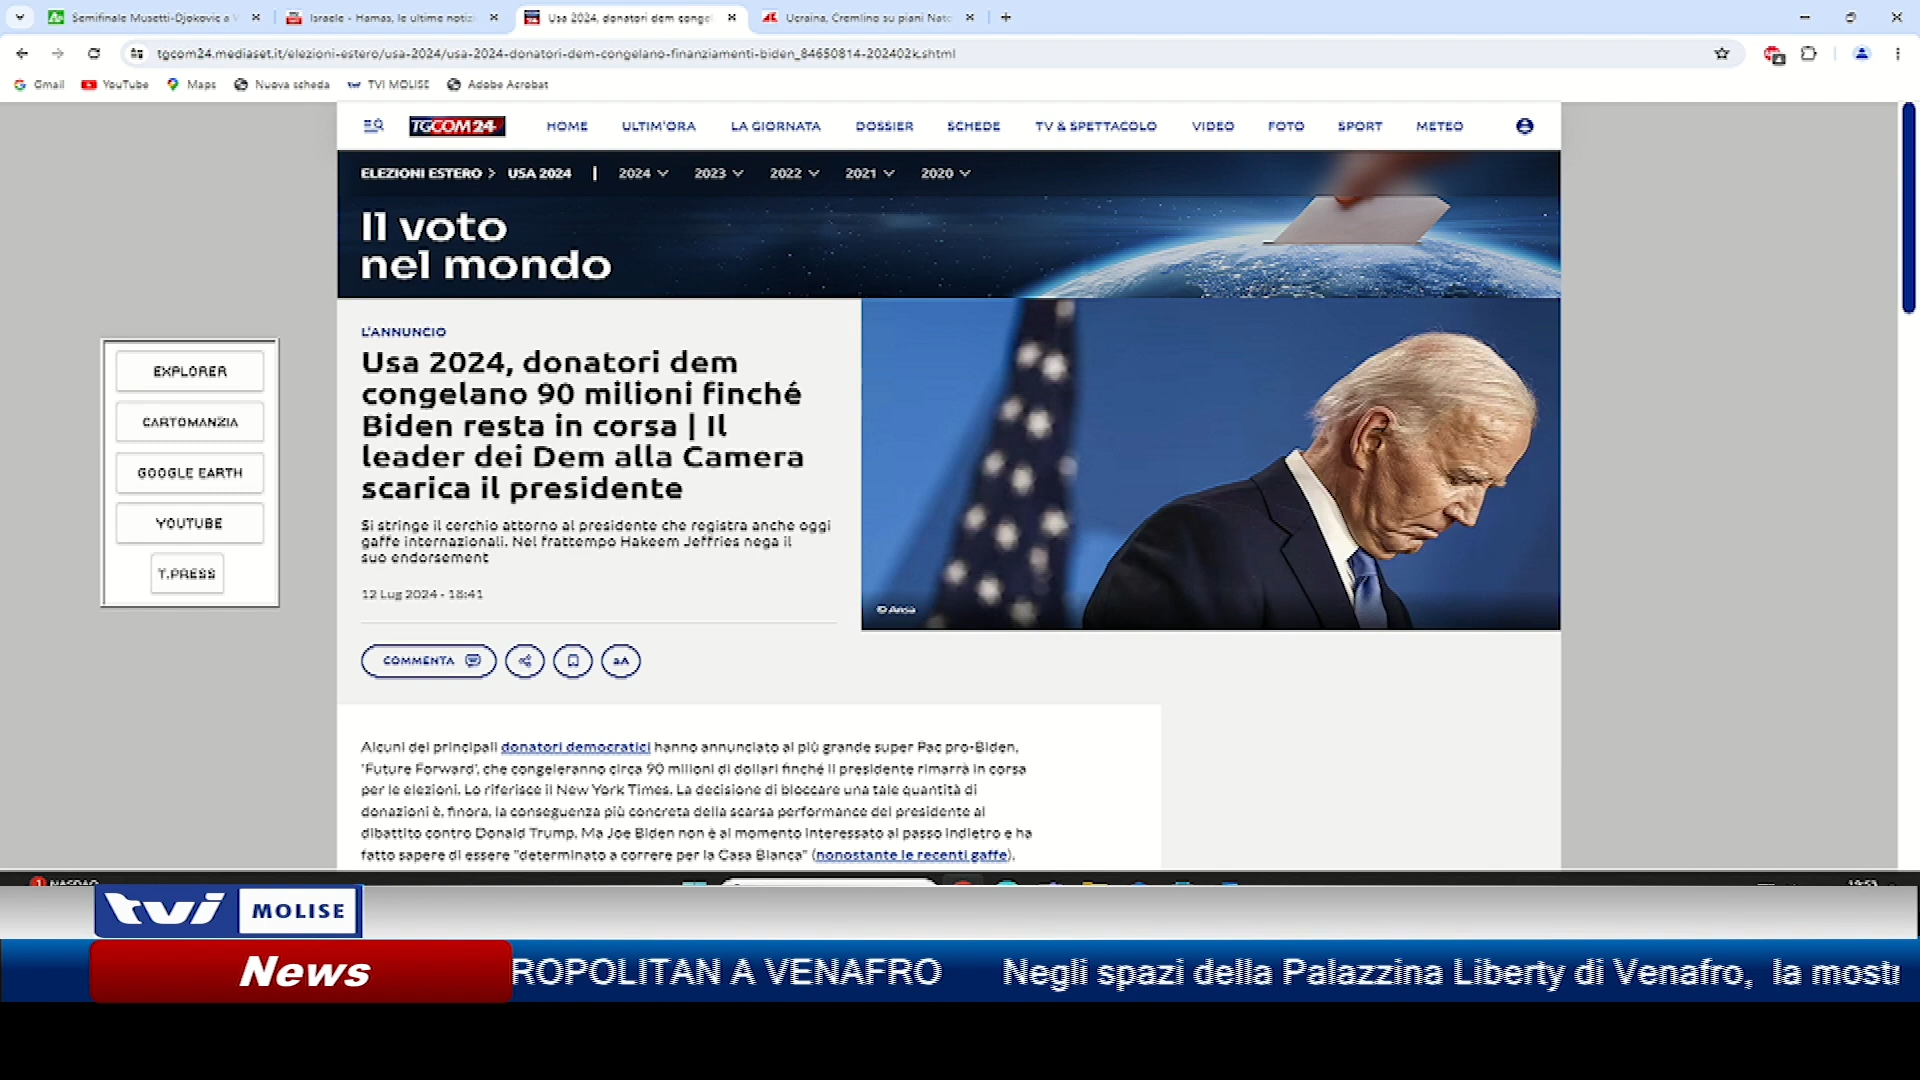 Semifinale Musetti-Djokovic a
Israele - Hamas, le ultime notiz
Usa 2024, donatori dem conge
Ucraina, Cremlino su piani Nato
tgcom24.mediaset.it/elezioni-estero/usa-2024/usa-2024-donatori-dem-congelano-finanziamenti-biden_84650814-202402k.shtml
Gmail
YouTube
Maps
Nuova scheda
TVI MOLISE
Adobe Acrobat
TGCOM24
HOME
ULTIM'ORA
LA GIORNATA
DOSSIER
SCHEDE
TV & SPETTACOLO
VIDEO
FOTO
SPORT
METEO
ELEZIONI ESTERO > USA 2024 | 2024 2023 2022 2021 2020
Il voto
nel mondo
L'ANNUNCIO
Usa 2024, donatori dem
congelano 90 milioni finché
Biden resta in corsa | Il
leader dei Dem alla Camera
scarica il presidente
Si stringe il cerchio attorno al presidente che registra anche oggi
gaffe internazionali. Nel frattempo Hakeem Jeffries nega il
suo endorsement
12 Lug 2024 - 18:41
© Ansa
COMMENTA
aA
EXPLORER
CARTOMANZIA
GOOGLE EARTH
YOUTUBE
T.PRESS
Alcuni dei principali donatori democratici hanno annunciato al più grande super Pac pro-Biden,
'Future Forward', che congeleranno circa 90 milioni di dollari finché il presidente rimarrà in corsa
per le elezioni. Lo riferisce il New York Times. La decisione di bloccare una tale quantità di
donazioni è, finora, la conseguenza più concreta della scarsa performance del presidente al
dibattito contro Donald Trump. Ma Joe Biden non è al momento interessato al passo indietro e ha
fatto sapere di essere "determinato a correre per la Casa Bianca" (nonostante le recenti gaffe).
NASDAQ
tvi MOLISE
News
ROPOLITAN A VENAFRO Negli spazi della Palazzina Liberty di Venafro, la mostr